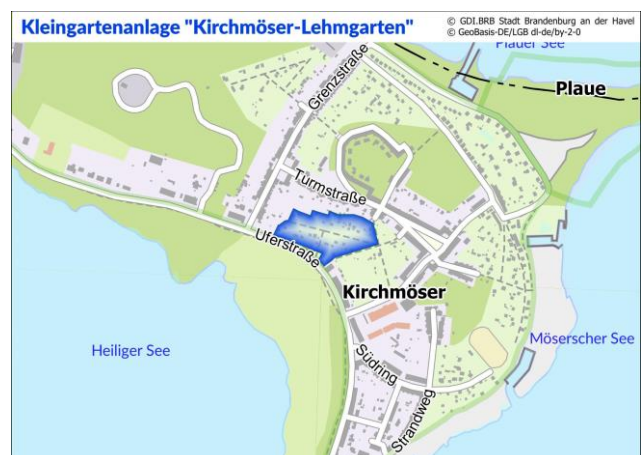 Kleingartenanlage "Kirchmöser-Lehmgarten"
© GDI.BRB Stadt Brandenburg an der Havel
© GeoBasis-DE/LGB dl-de/by-2-0
Plauer See
Plaue
Grenzstraße
Turmstraße
Uferstraße
Kirchmöser
Heiliger See
Möserscher See
Südring
Strandweg